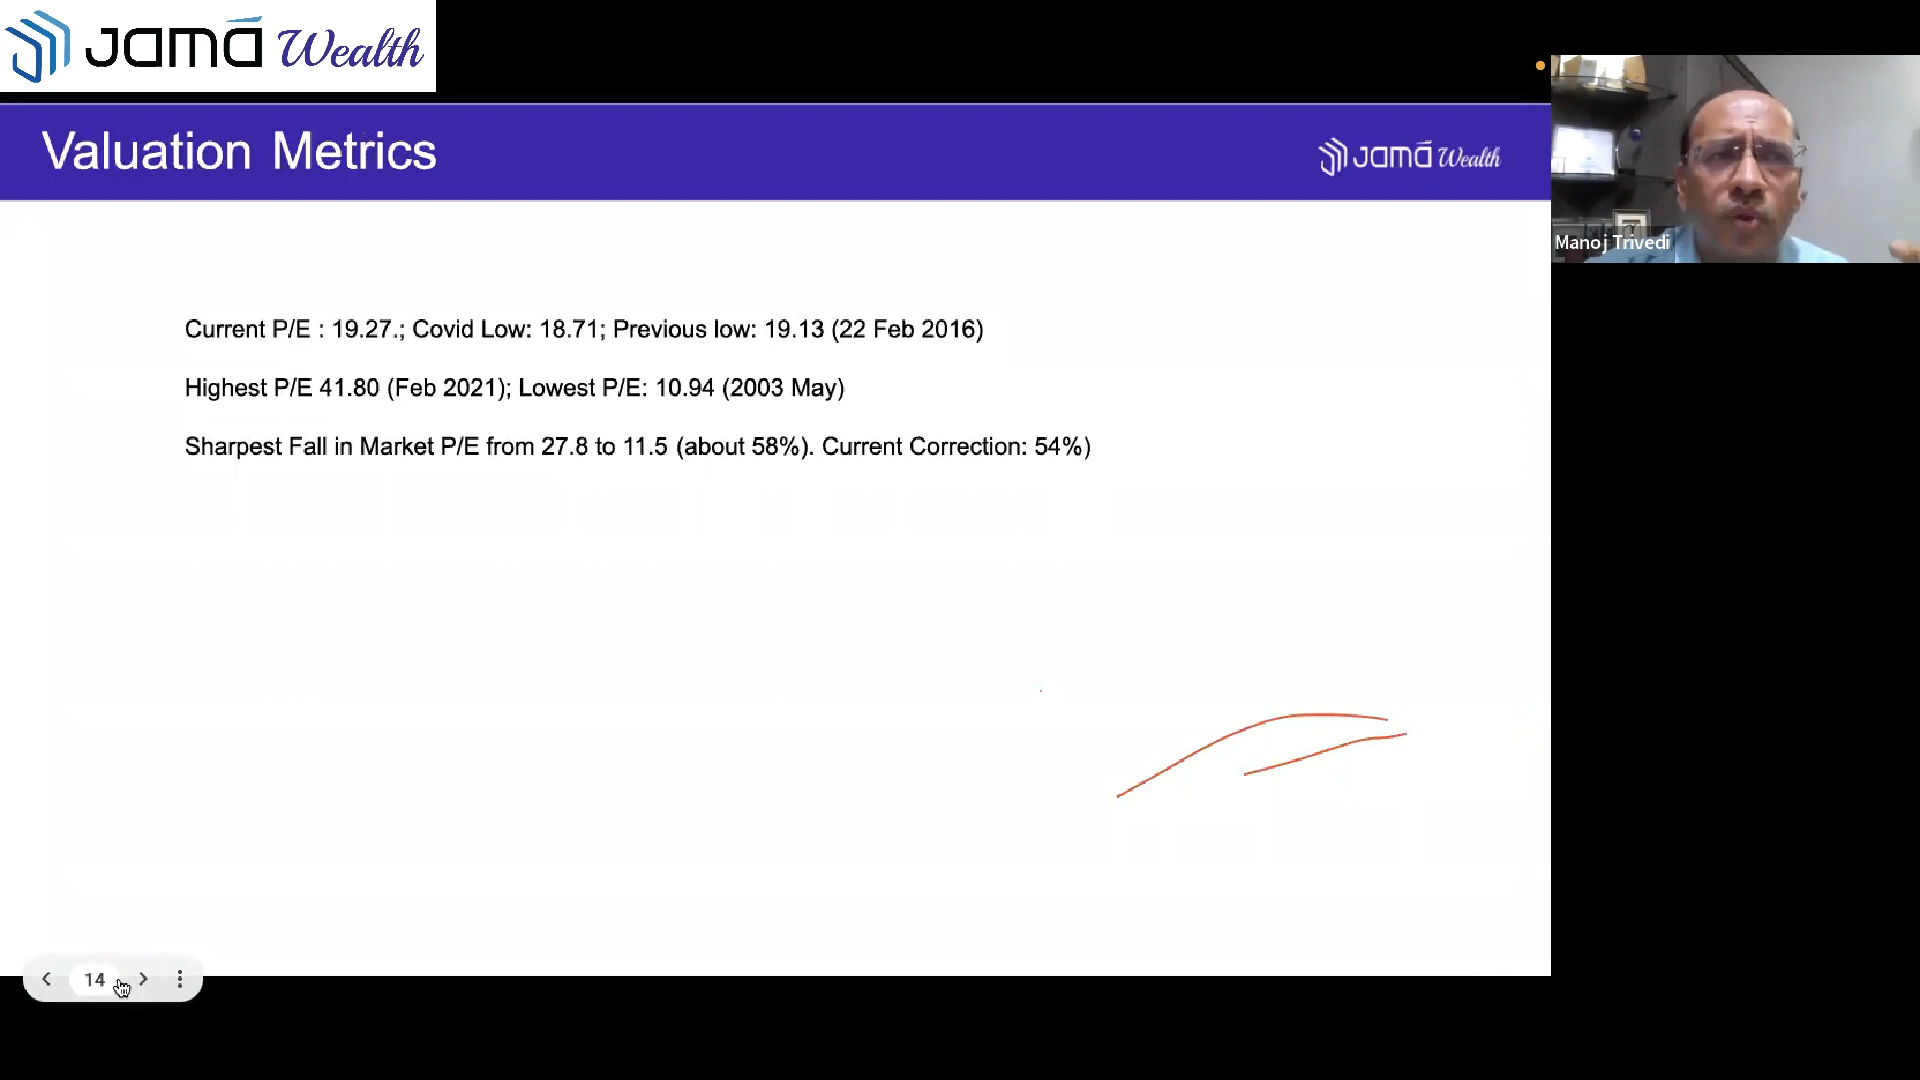 Jamā Wealth
Valuation Metrics
Jamā Wealth
Manoj Trivedi
Current P/E : 19.27.; Covid Low: 18.71; Previous low: 19.13 (22 Feb 2016)
Highest P/E 41.80 (Feb 2021); Lowest P/E: 10.94 (2003 May)
Sharpest Fall in Market P/E from 27.8 to 11.5 (about 58%). Current Correction: 54%)
14